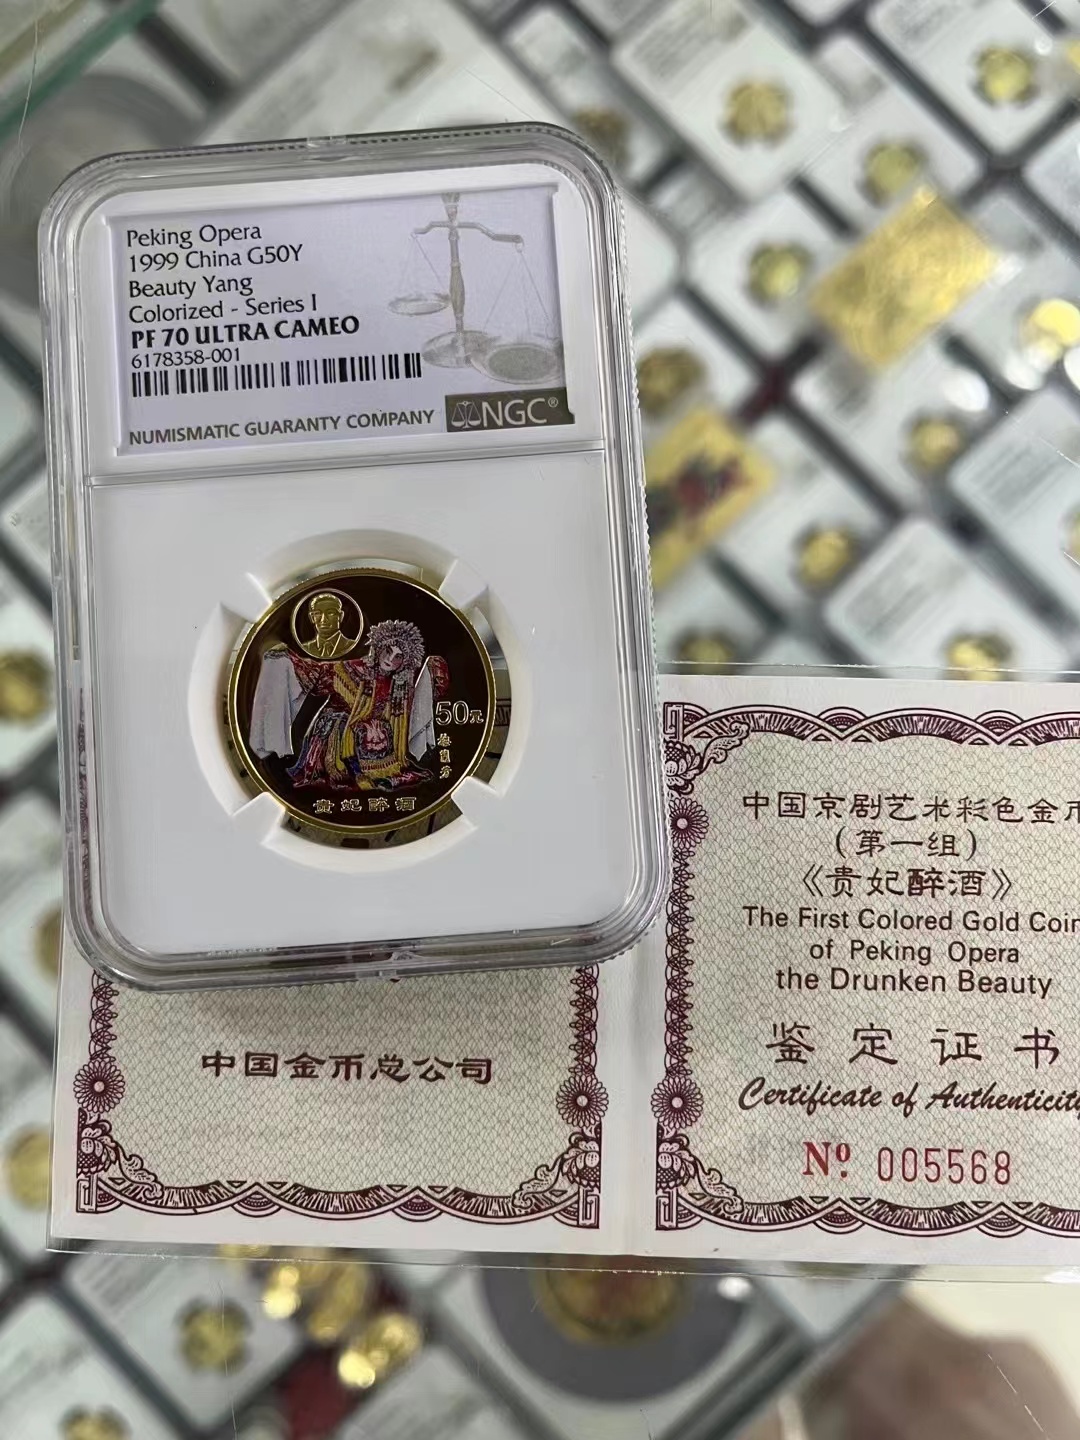 Peking Opera
1999 China G50Y
Beauty Yang
Colorized - Series I
PF 70 ULTRA CAMEO
6178358-001
NUMISMATIC GUARANTY COMPANY
NGC®
50元
梅蘭芳
贵妃醉酒
中国金币总公司
中国京剧艺术彩色金币
(第一组)
《贵妃醉酒》
The First Colored Gold Coin
of Peking Opera
the Drunken Beauty
鉴定证书
Certificate of Authenticity
Nº 005568